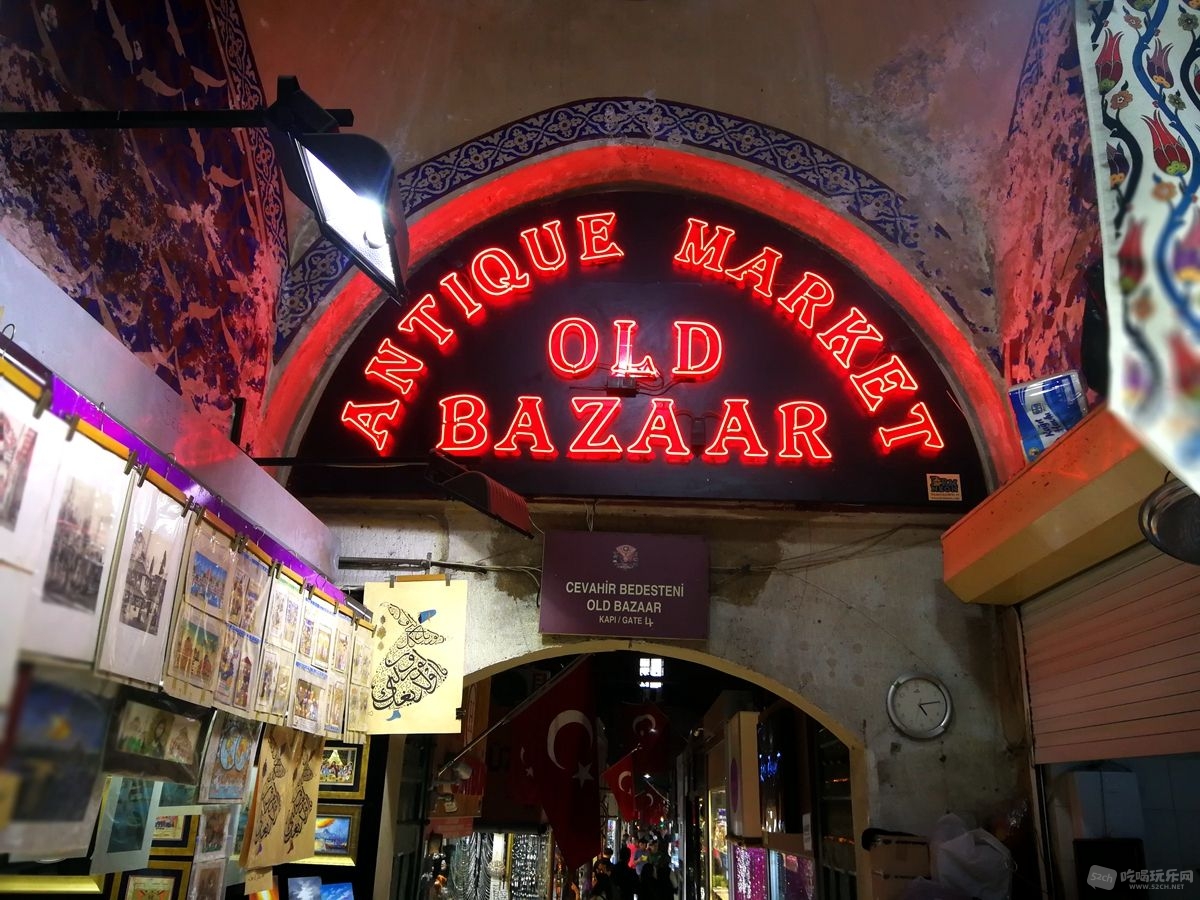 ANTIQUE MARKET
OLD
BAZAAR
CEVAHİR BEDESTENİ
OLD BAZAAR
KAPI / GATE 4
52ch 吃喝玩乐网
WWW.52CH.NET